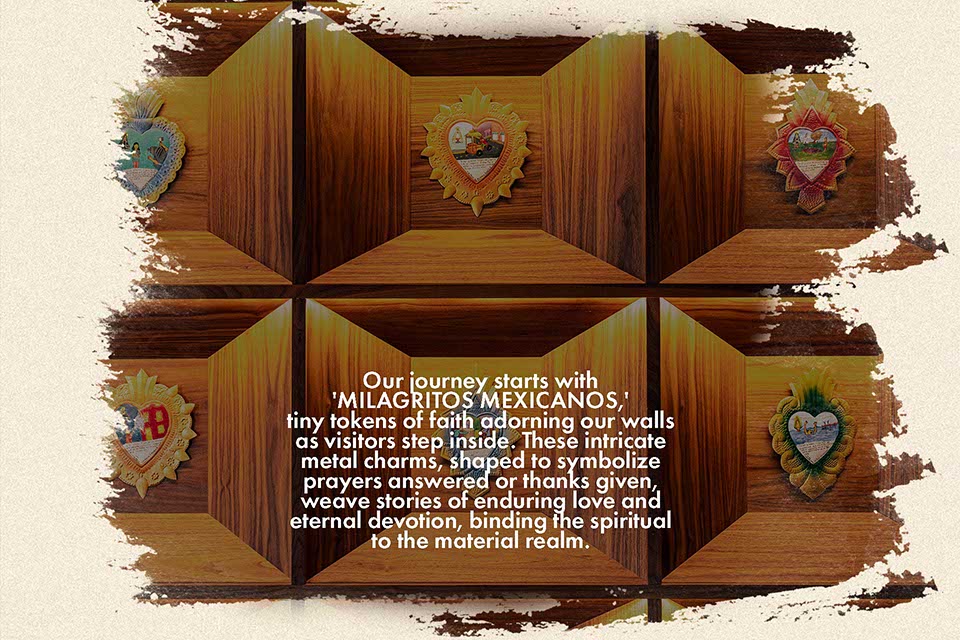 Our journey starts with
'MILAGRITOS MEXICANOS,'
tiny tokens of faith adorning our walls
as visitors step inside. These intricate
metal charms, shaped to symbolize
prayers answered or thanks given,
weave stories of enduring love and
eternal devotion, binding the spiritual
to the material realm.